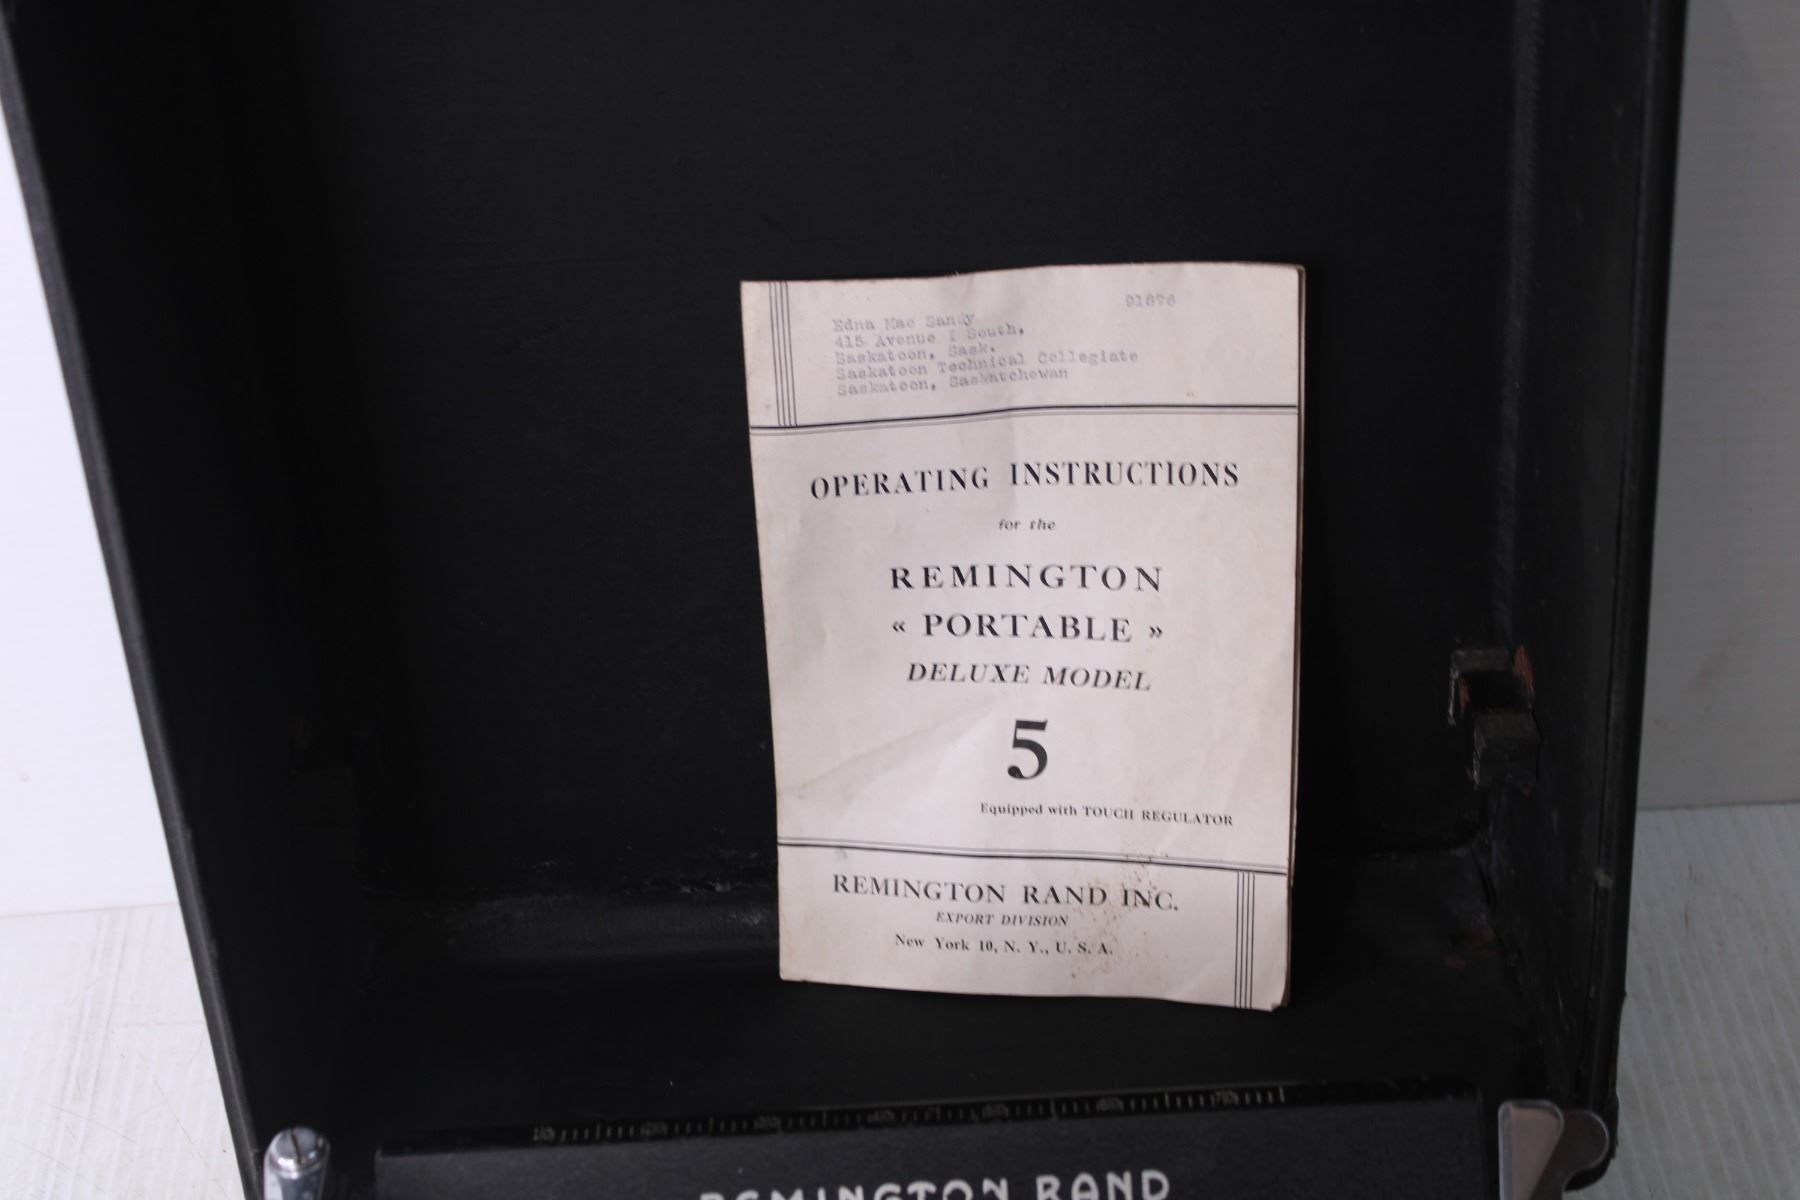 91876
Edna Mac Sandy
415 Avenue I South,
Saskatoon, Sask.
Saskatoon Technical Collegiate
Saskatoon, Saskatchewan
OPERATING INSTRUCTIONS
for the
REMINGTON
« PORTABLE »
DELUXE MODEL
5
Equipped with TOUCH REGULATOR
REMINGTON RAND INC.
EXPORT DIVISION
New York 10, N. Y., U. S. A.
REMINGTON RAND